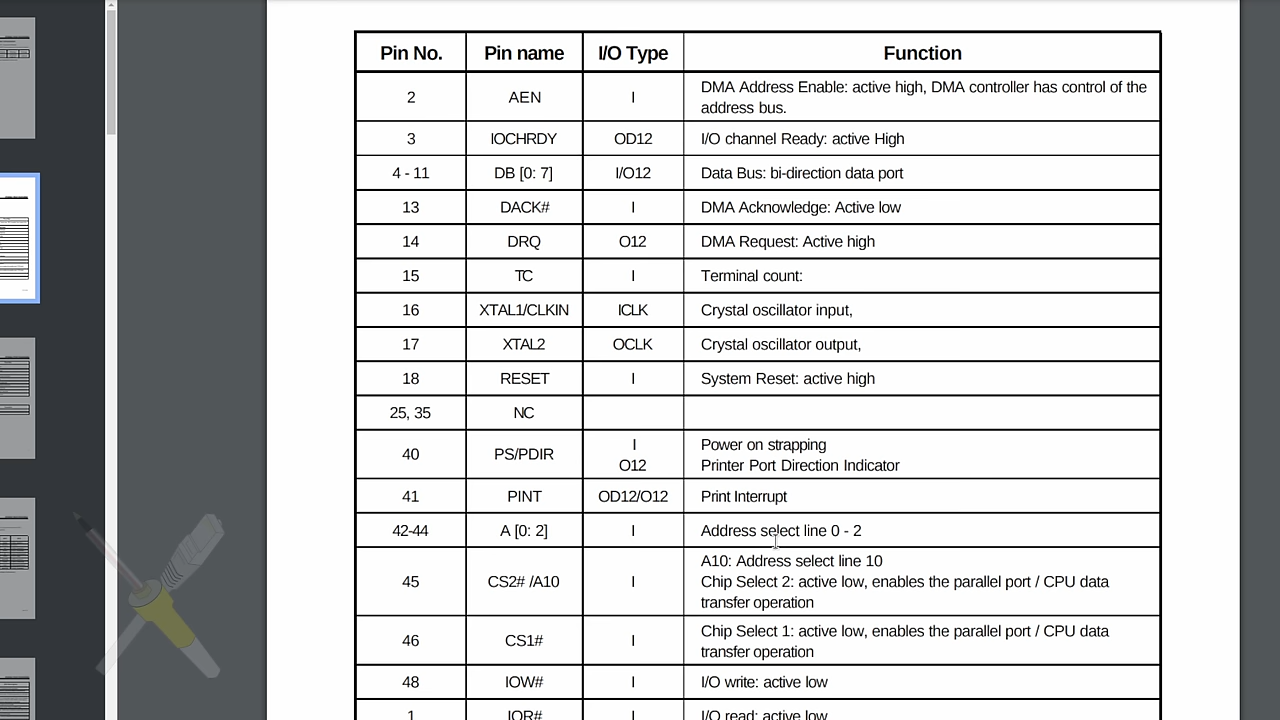 Pin No. Pin name I/O Type Function
2 AEN I DMA Address Enable: active high, DMA controller has control of the
address bus.
3 IOCHRDY OD12 I/O channel Ready: active High
4 - 11 DB [0: 7] I/O12 Data Bus: bi-direction data port
13 DACK# I DMA Acknowledge: Active low
14 DRQ O12 DMA Request: Active high
15 TC I Terminal count:
16 XTAL1/CLKIN ICLK Crystal oscillator input,
17 XTAL2 OCLK Crystal oscillator output,
18 RESET I System Reset: active high
25, 35 NC
40 PS/PDIR I Power on strapping
O12 Printer Port Direction Indicator
41 PINT OD12/O12 Print Interrupt
42-44 A [0: 2] I Address select line 0 - 2
A10: Address select line 10
45 CS2# /A10 I Chip Select 2: active low, enables the parallel port / CPU data
transfer operation
46 CS1# I Chip Select 1: active low, enables the parallel port / CPU data
transfer operation
48 IOW# I I/O write: active low
1 IOR# I I/O read: active low